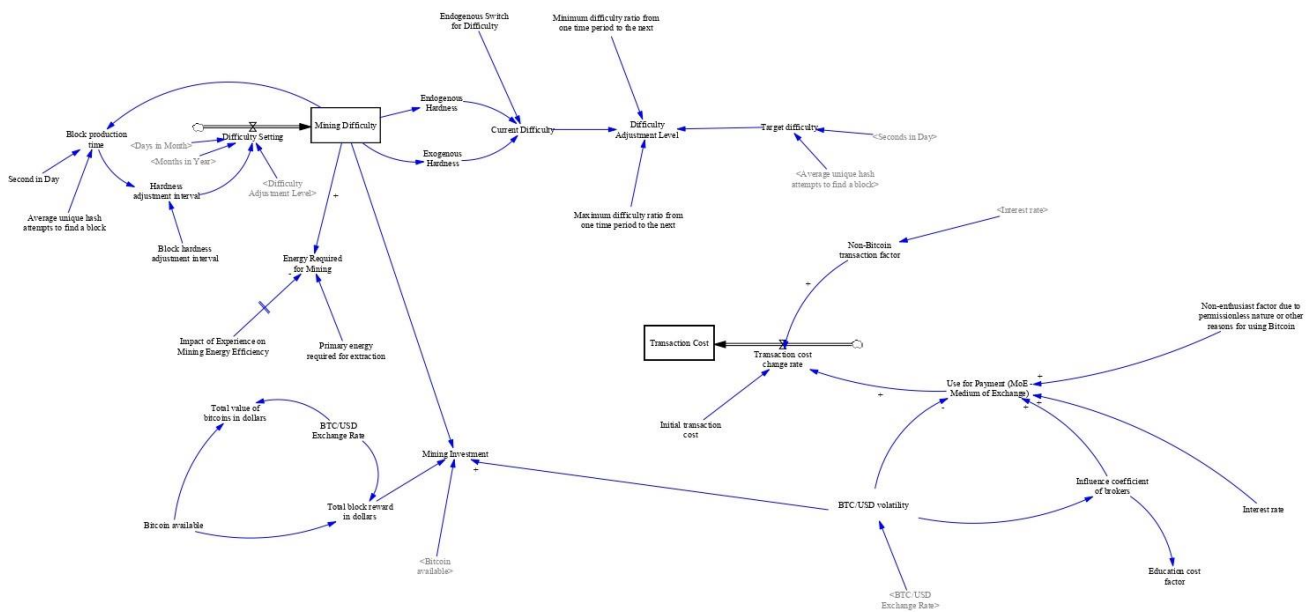 Endogenous Switch
for Difficulty
Minimum difficulty ratio from
one time period to the next
Endogenous
Hardness
Mining Difficulty
Block production
time
Difficulty Setting
Current Difficulty
Difficulty
Adjustment Level
Target difficulty
<Seconds in Day>
<Days in Month>
<Months in Year>
Exogenous
Hardness
Second in Day
Hardness
adjustment interval
<Difficulty
Adjustment Level>
<Average unique hash
attempts to find a block>
+
Average unique hash
attempts to find a block
Maximum difficulty ratio from
one time period to the next
<Interest rate>
Block hardness
adjustment interval
Energy Required
for Mining
-
Non-Bitcoin
transaction factor
+
Non-enthusiast factor due to
permissionless nature or other
reasons for using Bitcoin
Impact of Experience on
Mining Energy Efficiency
Primary energy
required for extraction
Transaction Cost
Transaction cost
change rate
+
Use for Payment (MoE -
Medium of Exchange)
+
+
+
-
Total value of
bitcoins in dollars
BTC/USD
Exchange Rate
Initial transaction
cost
Mining Investment
+
Total block reward
in dollars
Bitcoin available
BTC/USD volatility
Influence coefficient
of brokers
Interest rate
<Bitcoin
available>
Education cost
factor
<BTC/USD
Exchange Rate>